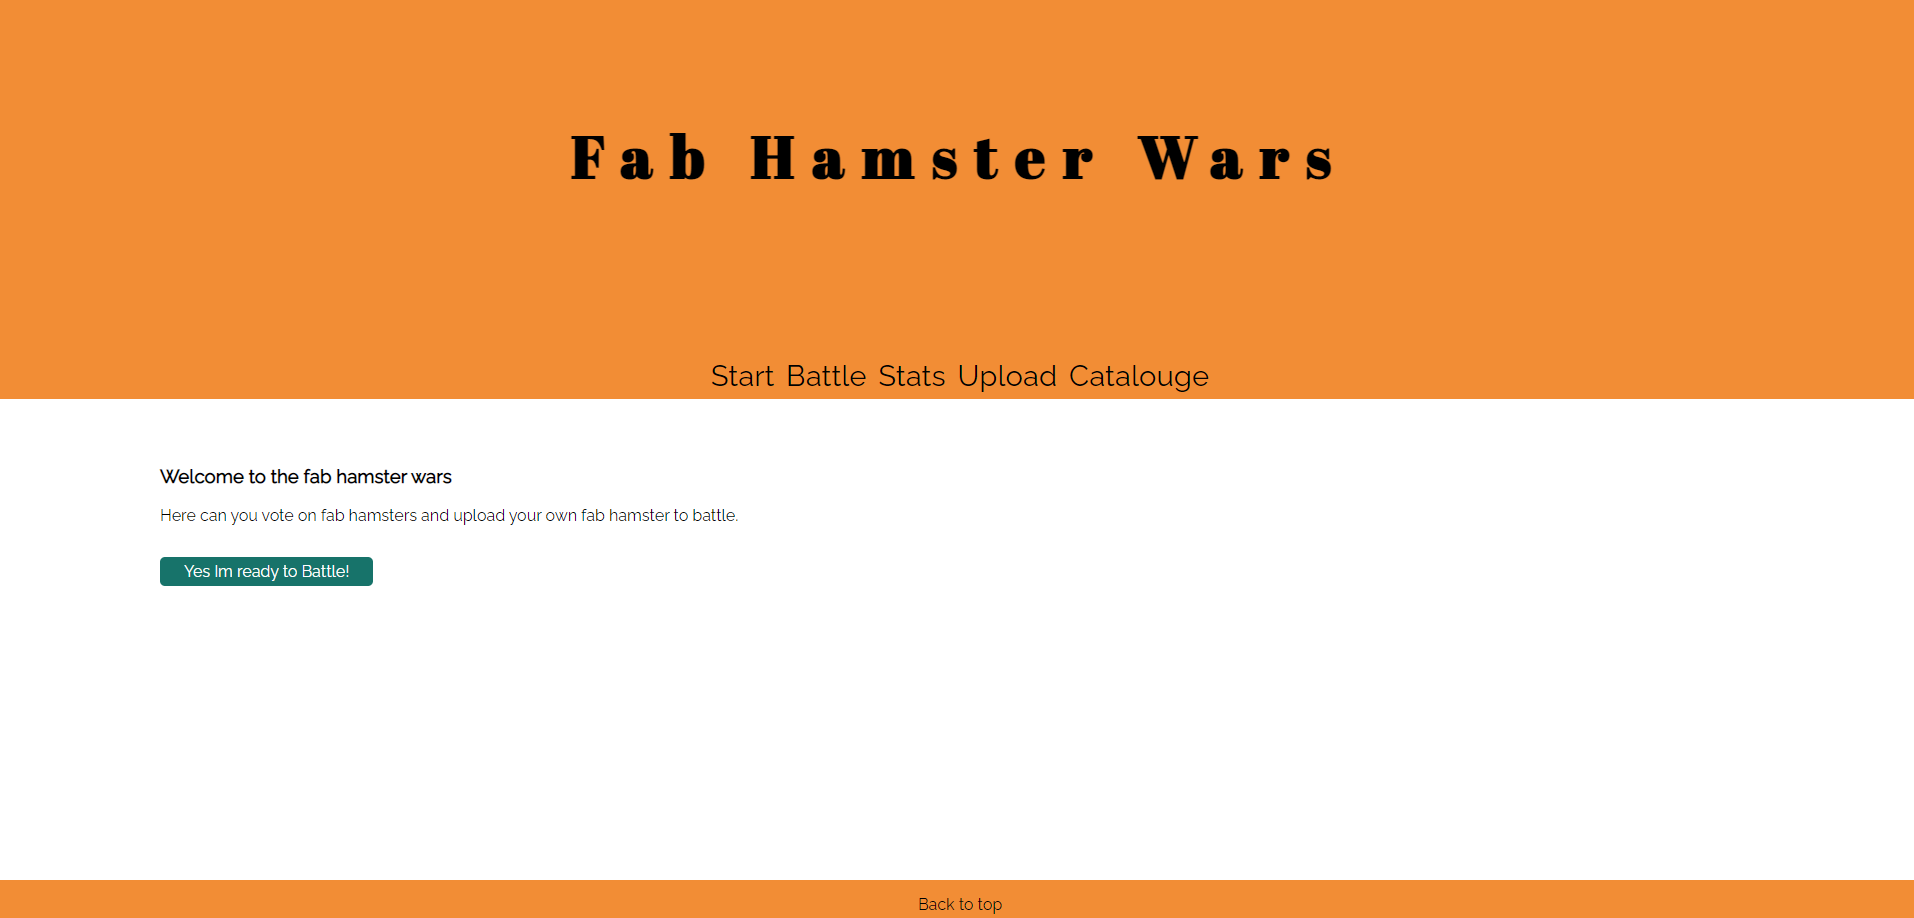 Fab Hamster Wars
Start Battle Stats Upload Catalouge
Welcome to the fab hamster wars
Here can you vote on fab hamsters and upload your own fab hamster to battle.
Yes Im ready to Battle!
Back to top